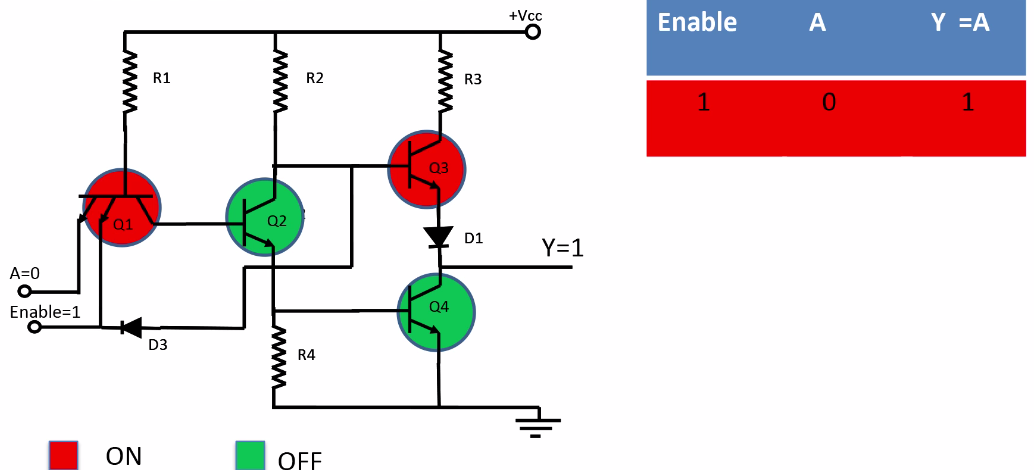 +Vcc
R1
R2
R3
Q3
Q1
Q2
D1
Y=1
A=0
Enable=1
Q4
D3
R4
ON
OFF
Enable A Y =A
1 0 1